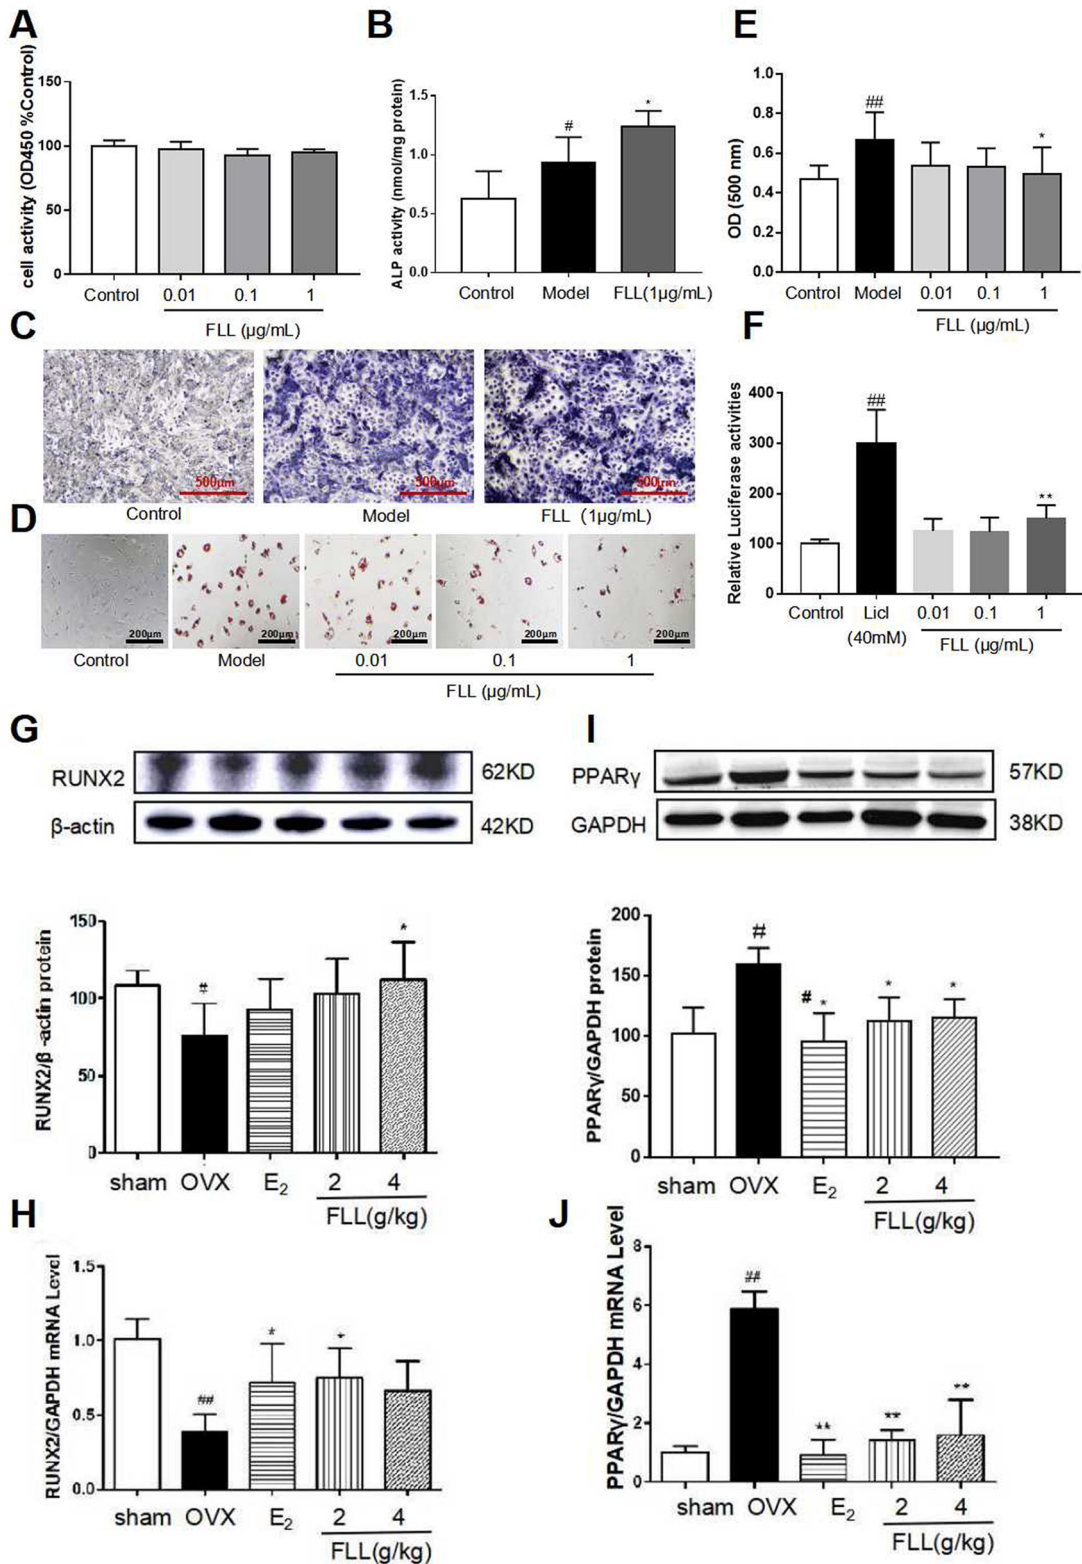 A
cell activity (OD450 %Control)
150
100
50
0
Control 0.01 0.1 1
FLL (μg/mL)
B
ALP activity (nmol/mg protein)
1.5
1.0
0.5
0.0
# *
Control Model FLL(1μg/mL)
E
OD (500 nm)
1.0
0.8
0.6
0.4
0.2
0.0
## *
Control Model 0.01 0.1 1
FLL (μg/mL)
C
500μm 500μm 500μm
Control Model FLL (1μg/mL)
D
200μm 200μm 200μm 200μm 200μm
Control Model 0.01 0.1 1
FLL (μg/mL)
F
Relative Luciferase activities
400
300
200
100
0
## **
Control Licl 0.01 0.1 1
(40mM) FLL (μg/mL)
G
RUNX2 62KD
β-actin 42KD
RUNX2/β -actin protein
150
100
50
0
# *
sham OVX E2 2 4
FLL(g/kg)
I
PPARγ 57KD
GAPDH 38KD
PPARγ/GAPDH protein
200
150
100
50
0
# # * * *
sham OVX E2 2 4
FLL(g/kg)
H
RUNX2/GAPDH mRNA Level
1.5
1.0
0.5
0.0
## * *
sham OVX E2 2 4
FLL(g/kg)
J
PPARγ/GAPDH mRNA Level
8
6
4
2
0
## ** ** **
sham OVX E2 2 4
FLL(g/kg)